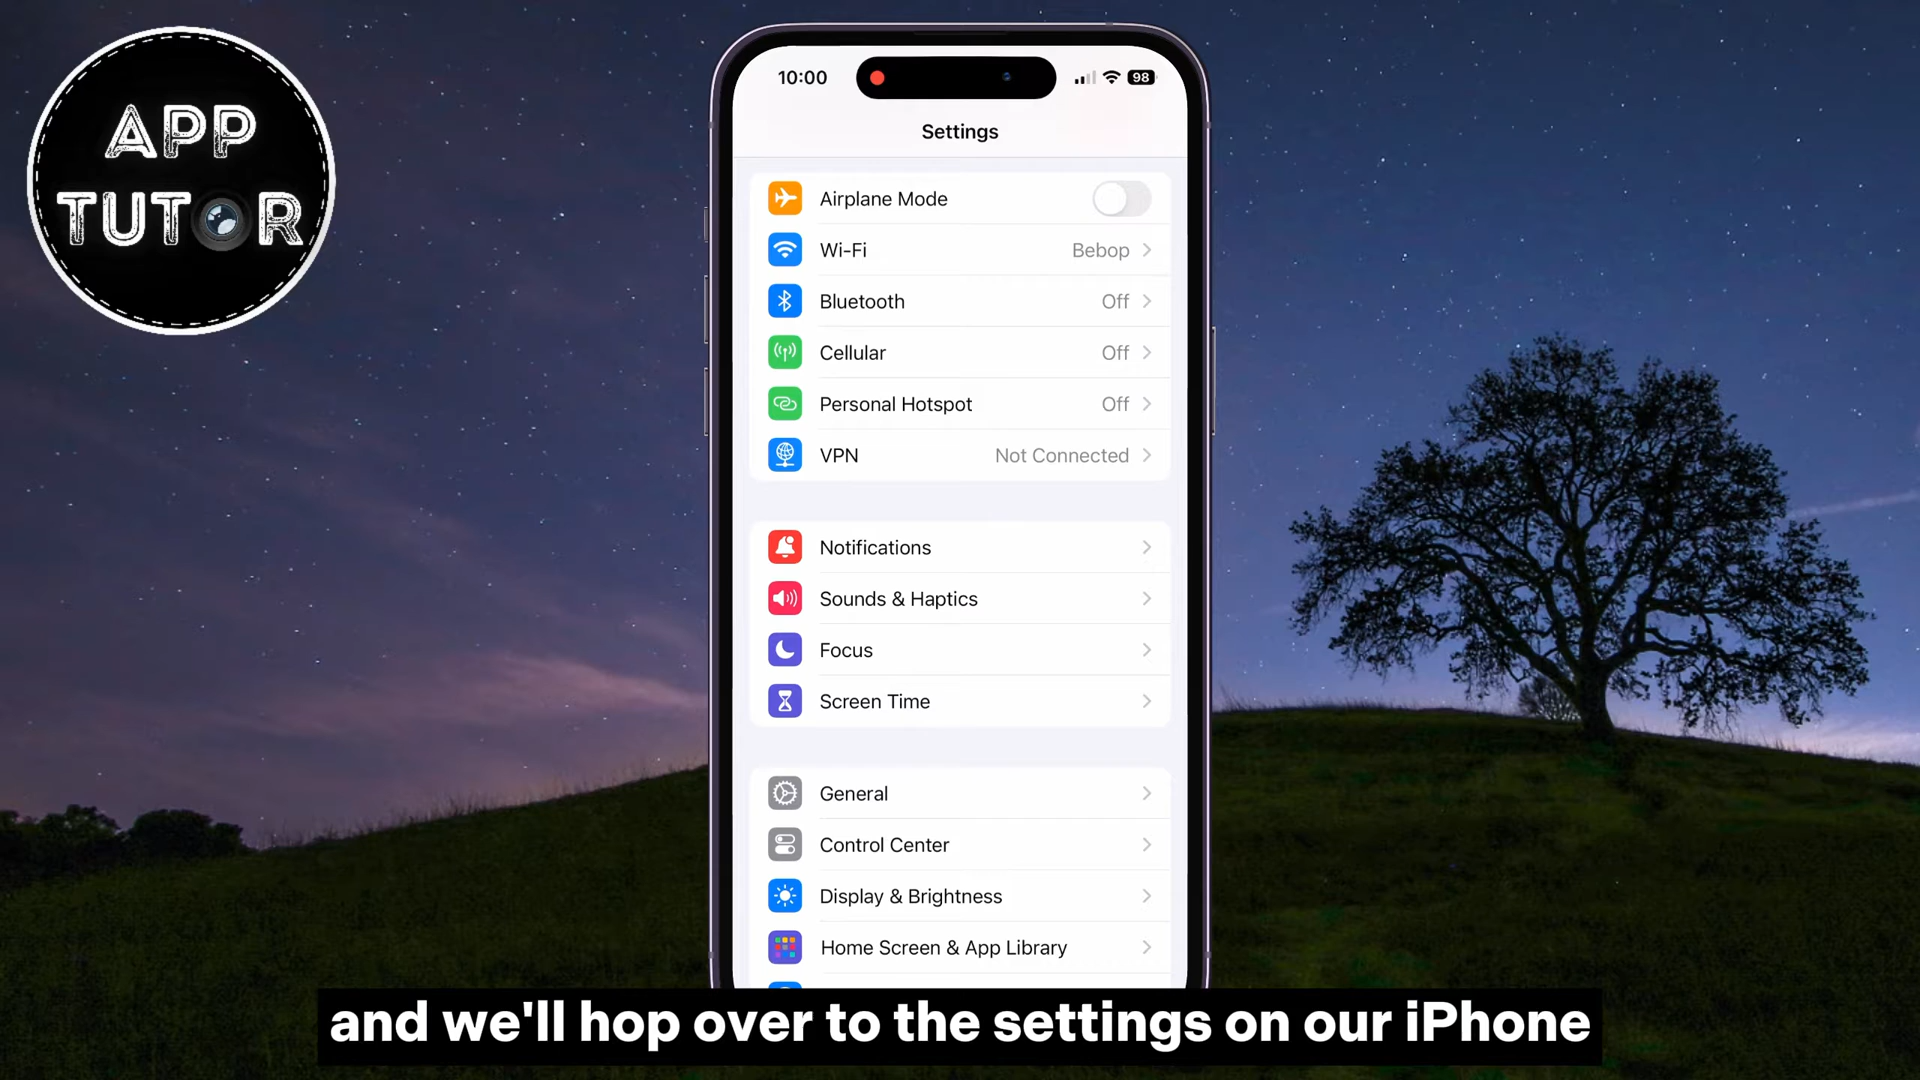 APP
TUTOR
10:00
98
Settings
Airplane Mode
Wi-Fi Bebop
Bluetooth Off
Cellular Off
Personal Hotspot Off
VPN Not Connected
Notifications
Sounds & Haptics
Focus
Screen Time
General
Control Center
Display & Brightness
Home Screen & App Library
and we'll hop over to the settings on our iPhone